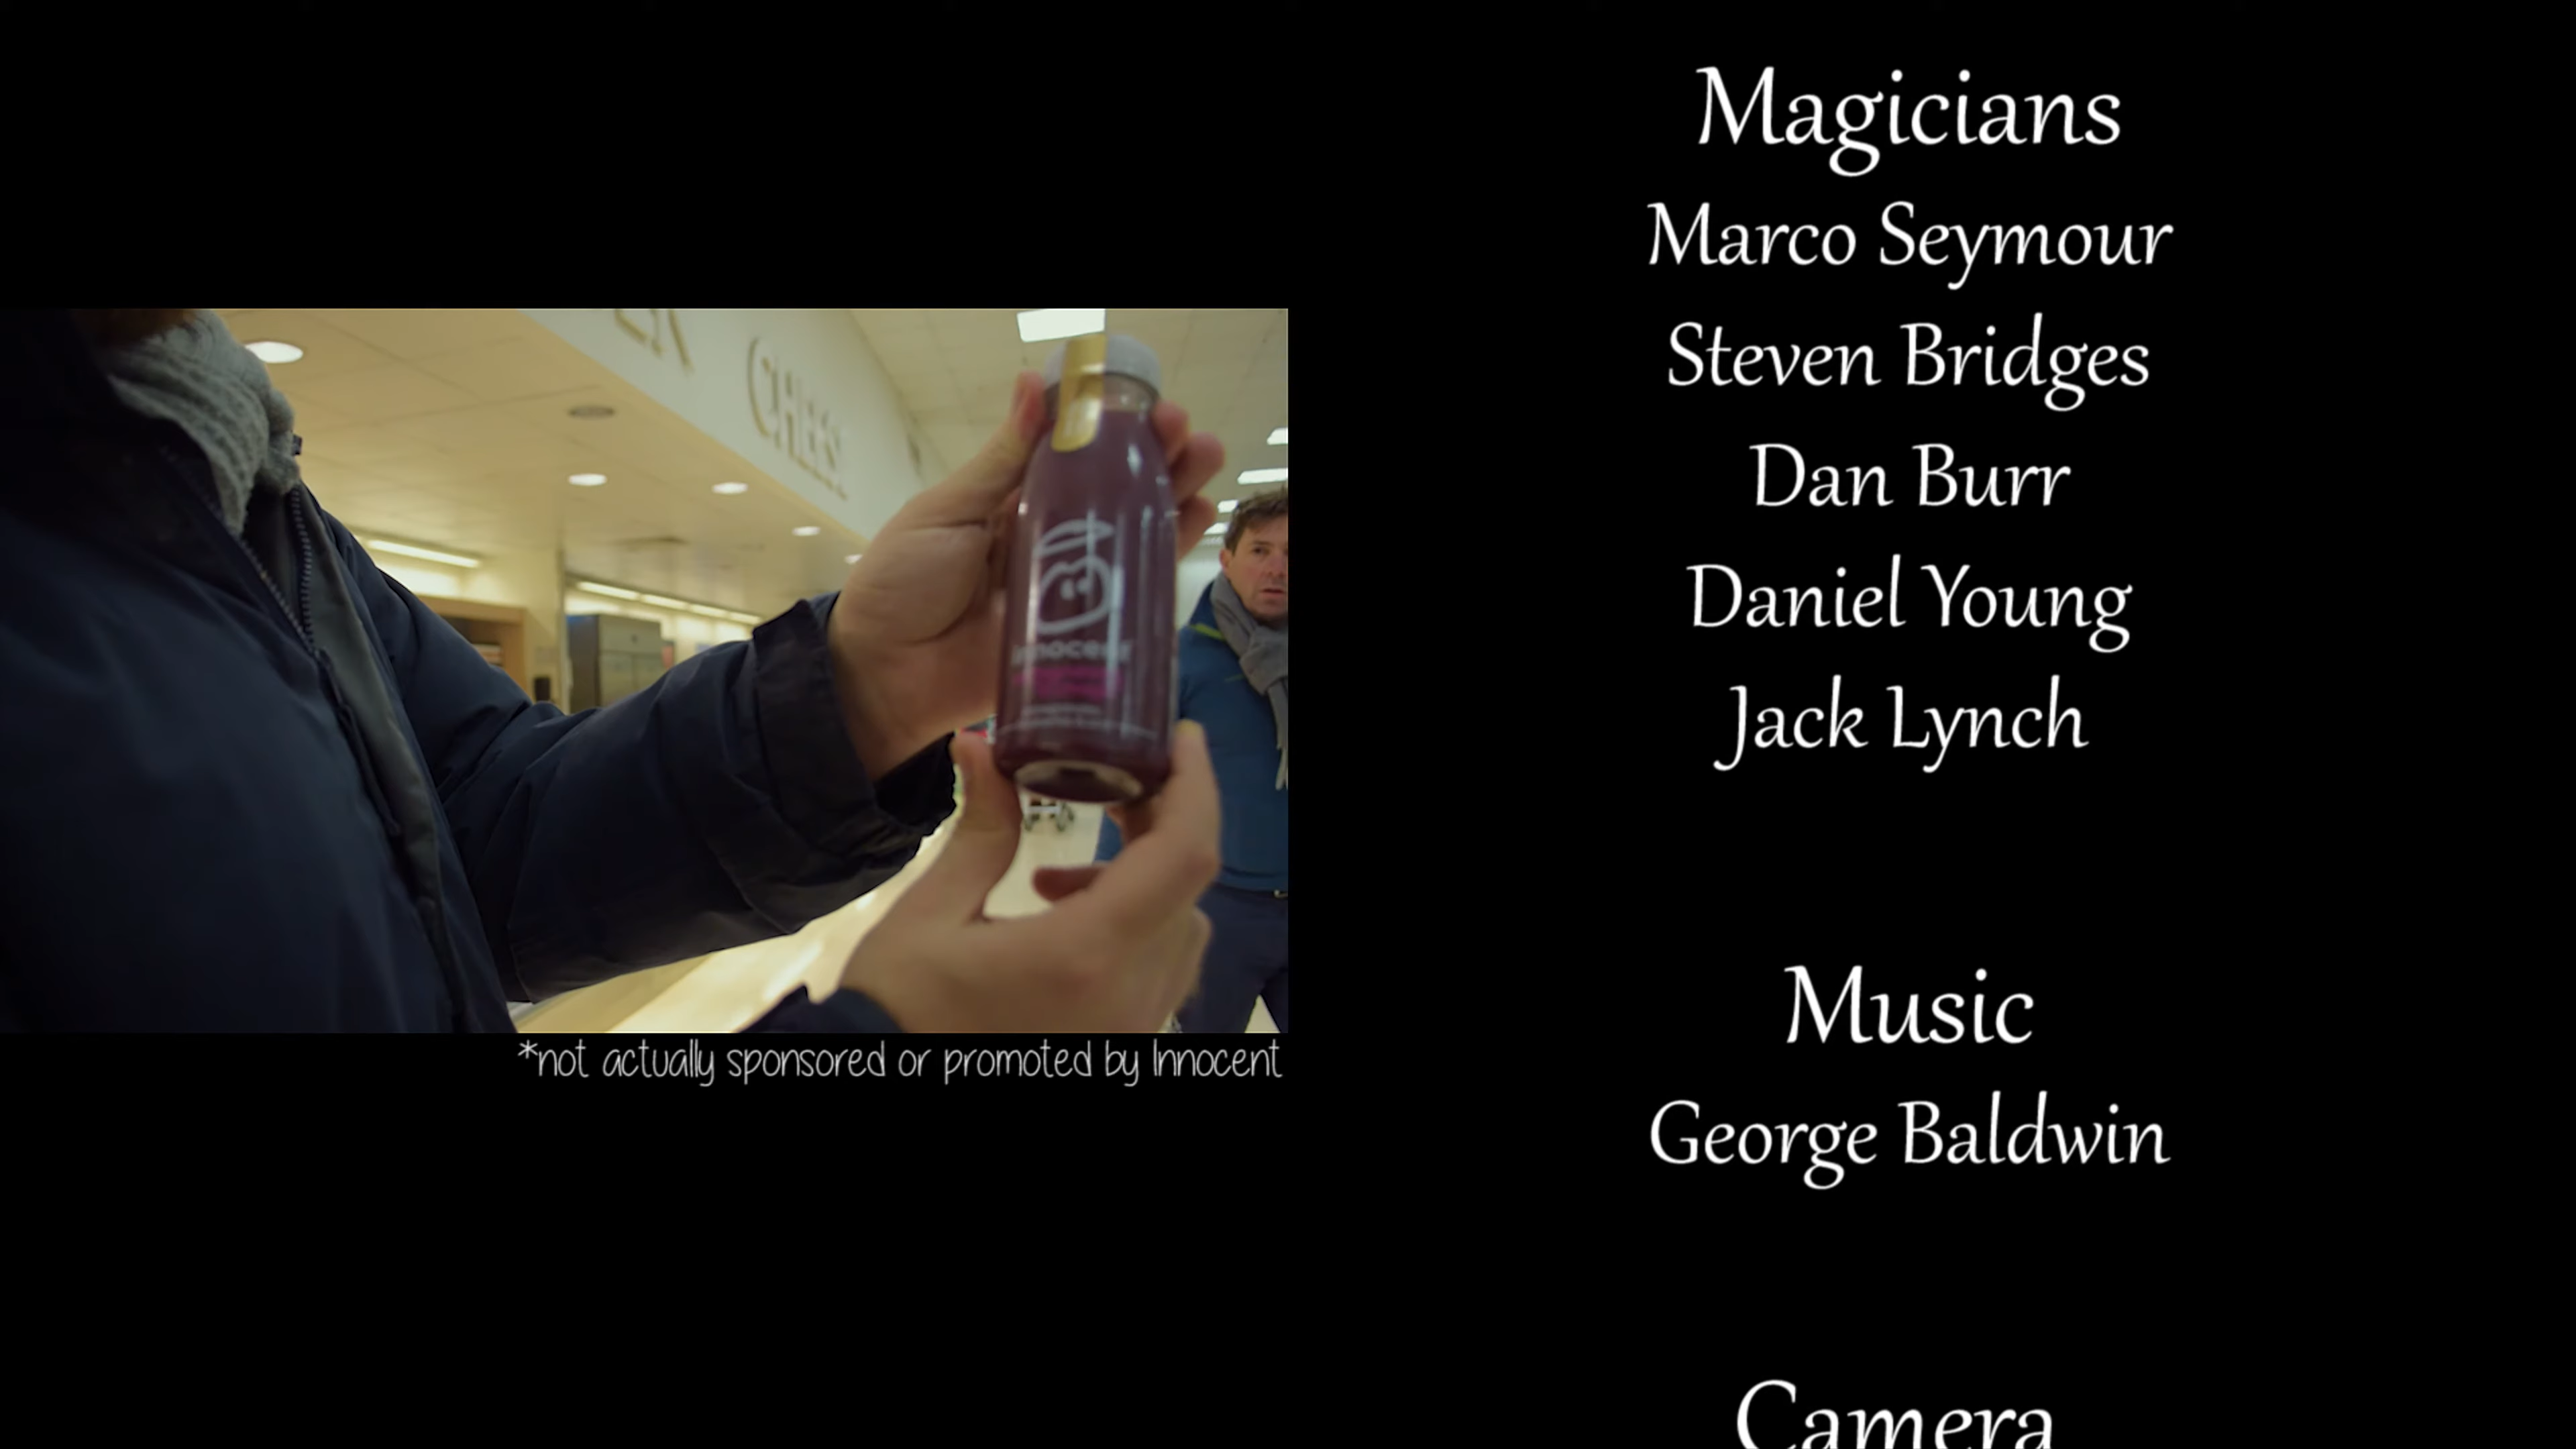 Magicians
Marco Seymour
Steven Bridges
Dan Burr
Daniel Young
Jack Lynch
Music
George Baldwin
Camera
innocent
*not actually sponsored or promoted by Innocent